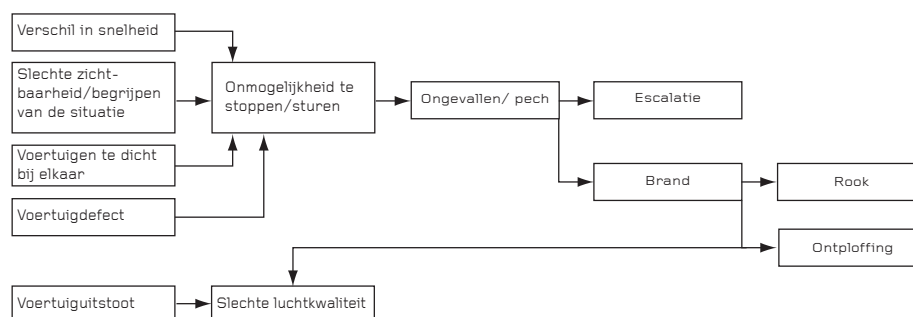 Verschil in snelheid
Slechte zicht-
baarheid/begrijpen
van de situatie
Onmogelijkheid te
stoppen/sturen
Ongevallen/ pech
Escalatie
Voertuigen te dicht
bij elkaar
Brand
Rook
Voertuigdefect
Ontploffing
Voertuiguitstoot
Slechte luchtkwaliteit